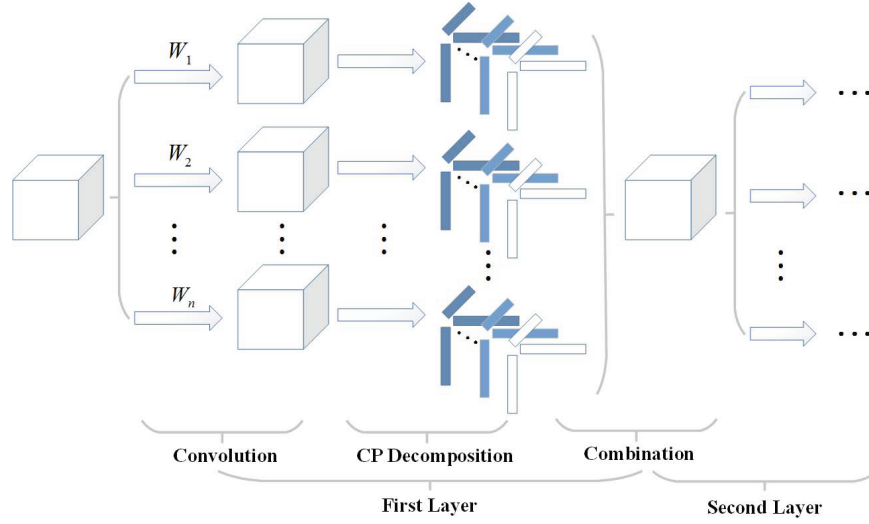 W1
W2
Wn
Convolution
CP Decomposition
Combination
First Layer
Second Layer